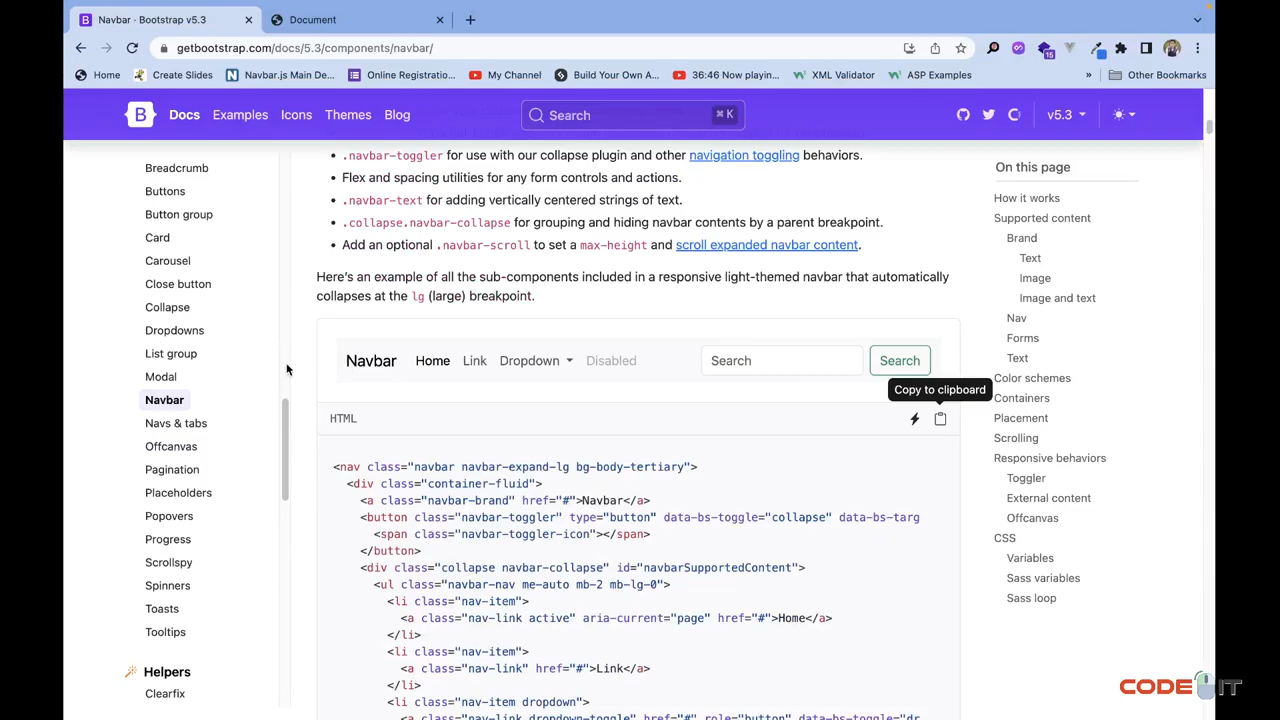 Navbar · Bootstrap v5.3
Document
getbootstrap.com/docs/5.3/components/navbar/
15
Home
Create Slides
Navbar.js Main De...
Online Registratio...
My Channel
Build Your Own A...
36:46 Now playin...
XML Validator
ASP Examples
»
Other Bookmarks
B
Docs
Examples
Icons
Themes
Blog
Search
⌘ K
v5.3
Breadcrumb
Buttons
Button group
Card
Carousel
Close button
Collapse
Dropdowns
List group
Modal
Navbar
Navs & tabs
Offcanvas
Pagination
Placeholders
Popovers
Progress
Scrollspy
Spinners
Toasts
Tooltips
Helpers
Clearfix
• .navbar-toggler for use with our collapse plugin and other navigation toggling behaviors.
• Flex and spacing utilities for any form controls and actions.
• .navbar-text for adding vertically centered strings of text.
• .collapse.navbar-collapse for grouping and hiding navbar contents by a parent breakpoint.
• Add an optional .navbar-scroll to set a max-height and scroll expanded navbar content.
Here's an example of all the sub-components included in a responsive light-themed navbar that automatically
collapses at the lg (large) breakpoint.
Navbar Home Link Dropdown Disabled Search Search
Copy to clipboard
HTML
<nav class="navbar navbar-expand-lg bg-body-tertiary">
<div class="container-fluid">
<a class="navbar-brand" href="#">Navbar</a>
<button class="navbar-toggler" type="button" data-bs-toggle="collapse" data-bs-targ
<span class="navbar-toggler-icon"></span>
</button>
<div class="collapse navbar-collapse" id="navbarSupportedContent">
<ul class="navbar-nav me-auto mb-2 mb-lg-0">
<li class="nav-item">
<a class="nav-link active" aria-current="page" href="#">Home</a>
</li>
<li class="nav-item">
<a class="nav-link" href="#">Link</a>
</li>
<li class="nav-item dropdown">
<a class="nav-link dropdown-toggle" href="#" role="button" data-bs-toggle="dr
On this page
How it works
Supported content
Brand
Text
Image
Image and text
Nav
Forms
Text
Color schemes
Containers
Placement
Scrolling
Responsive behaviors
Toggler
External content
Offcanvas
CSS
Variables
Sass variables
Sass loop
CODE IT